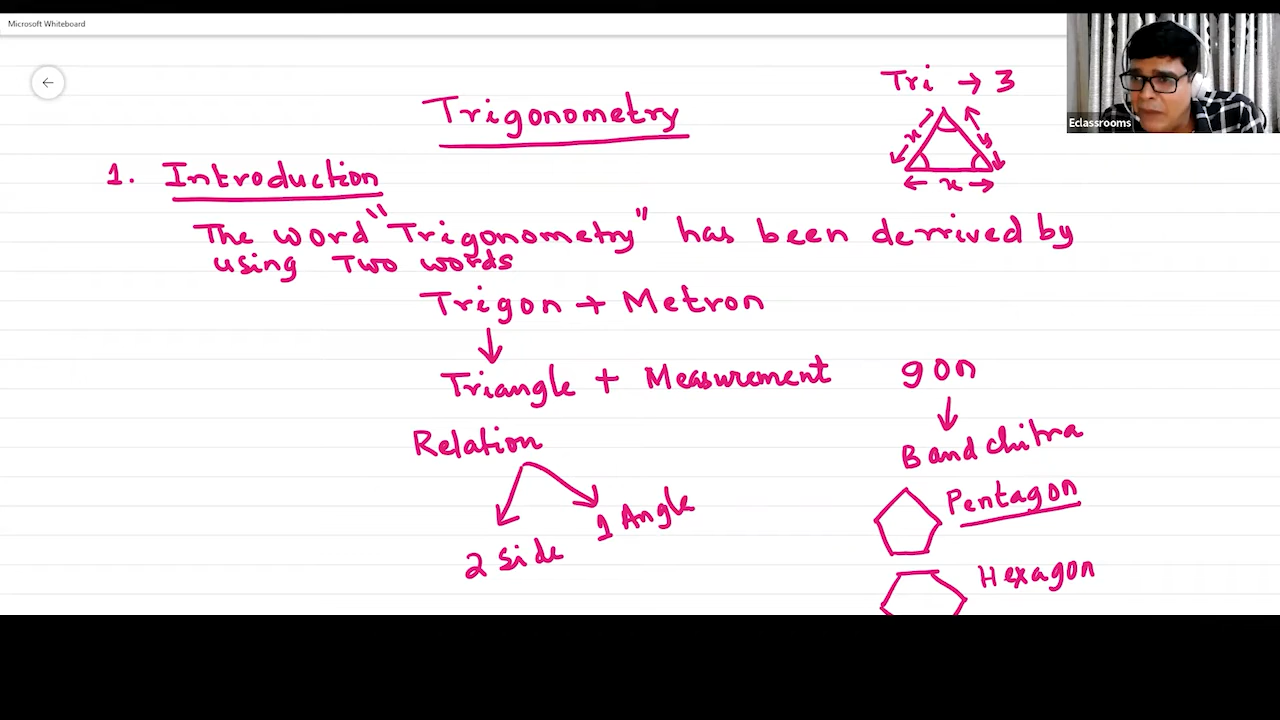 Microsoft Whiteboard
Eclassrooms
Tri → 3
x
y
x
Trigonometry
1. Introduction
The word "Trigonometry" has been derrived by
using Two words
Trigon + Metron
↓
Triangle + Measurement
gon
↓
Band chitra
Relation
2 Side
1 Angle
Pentagon
Hexagon